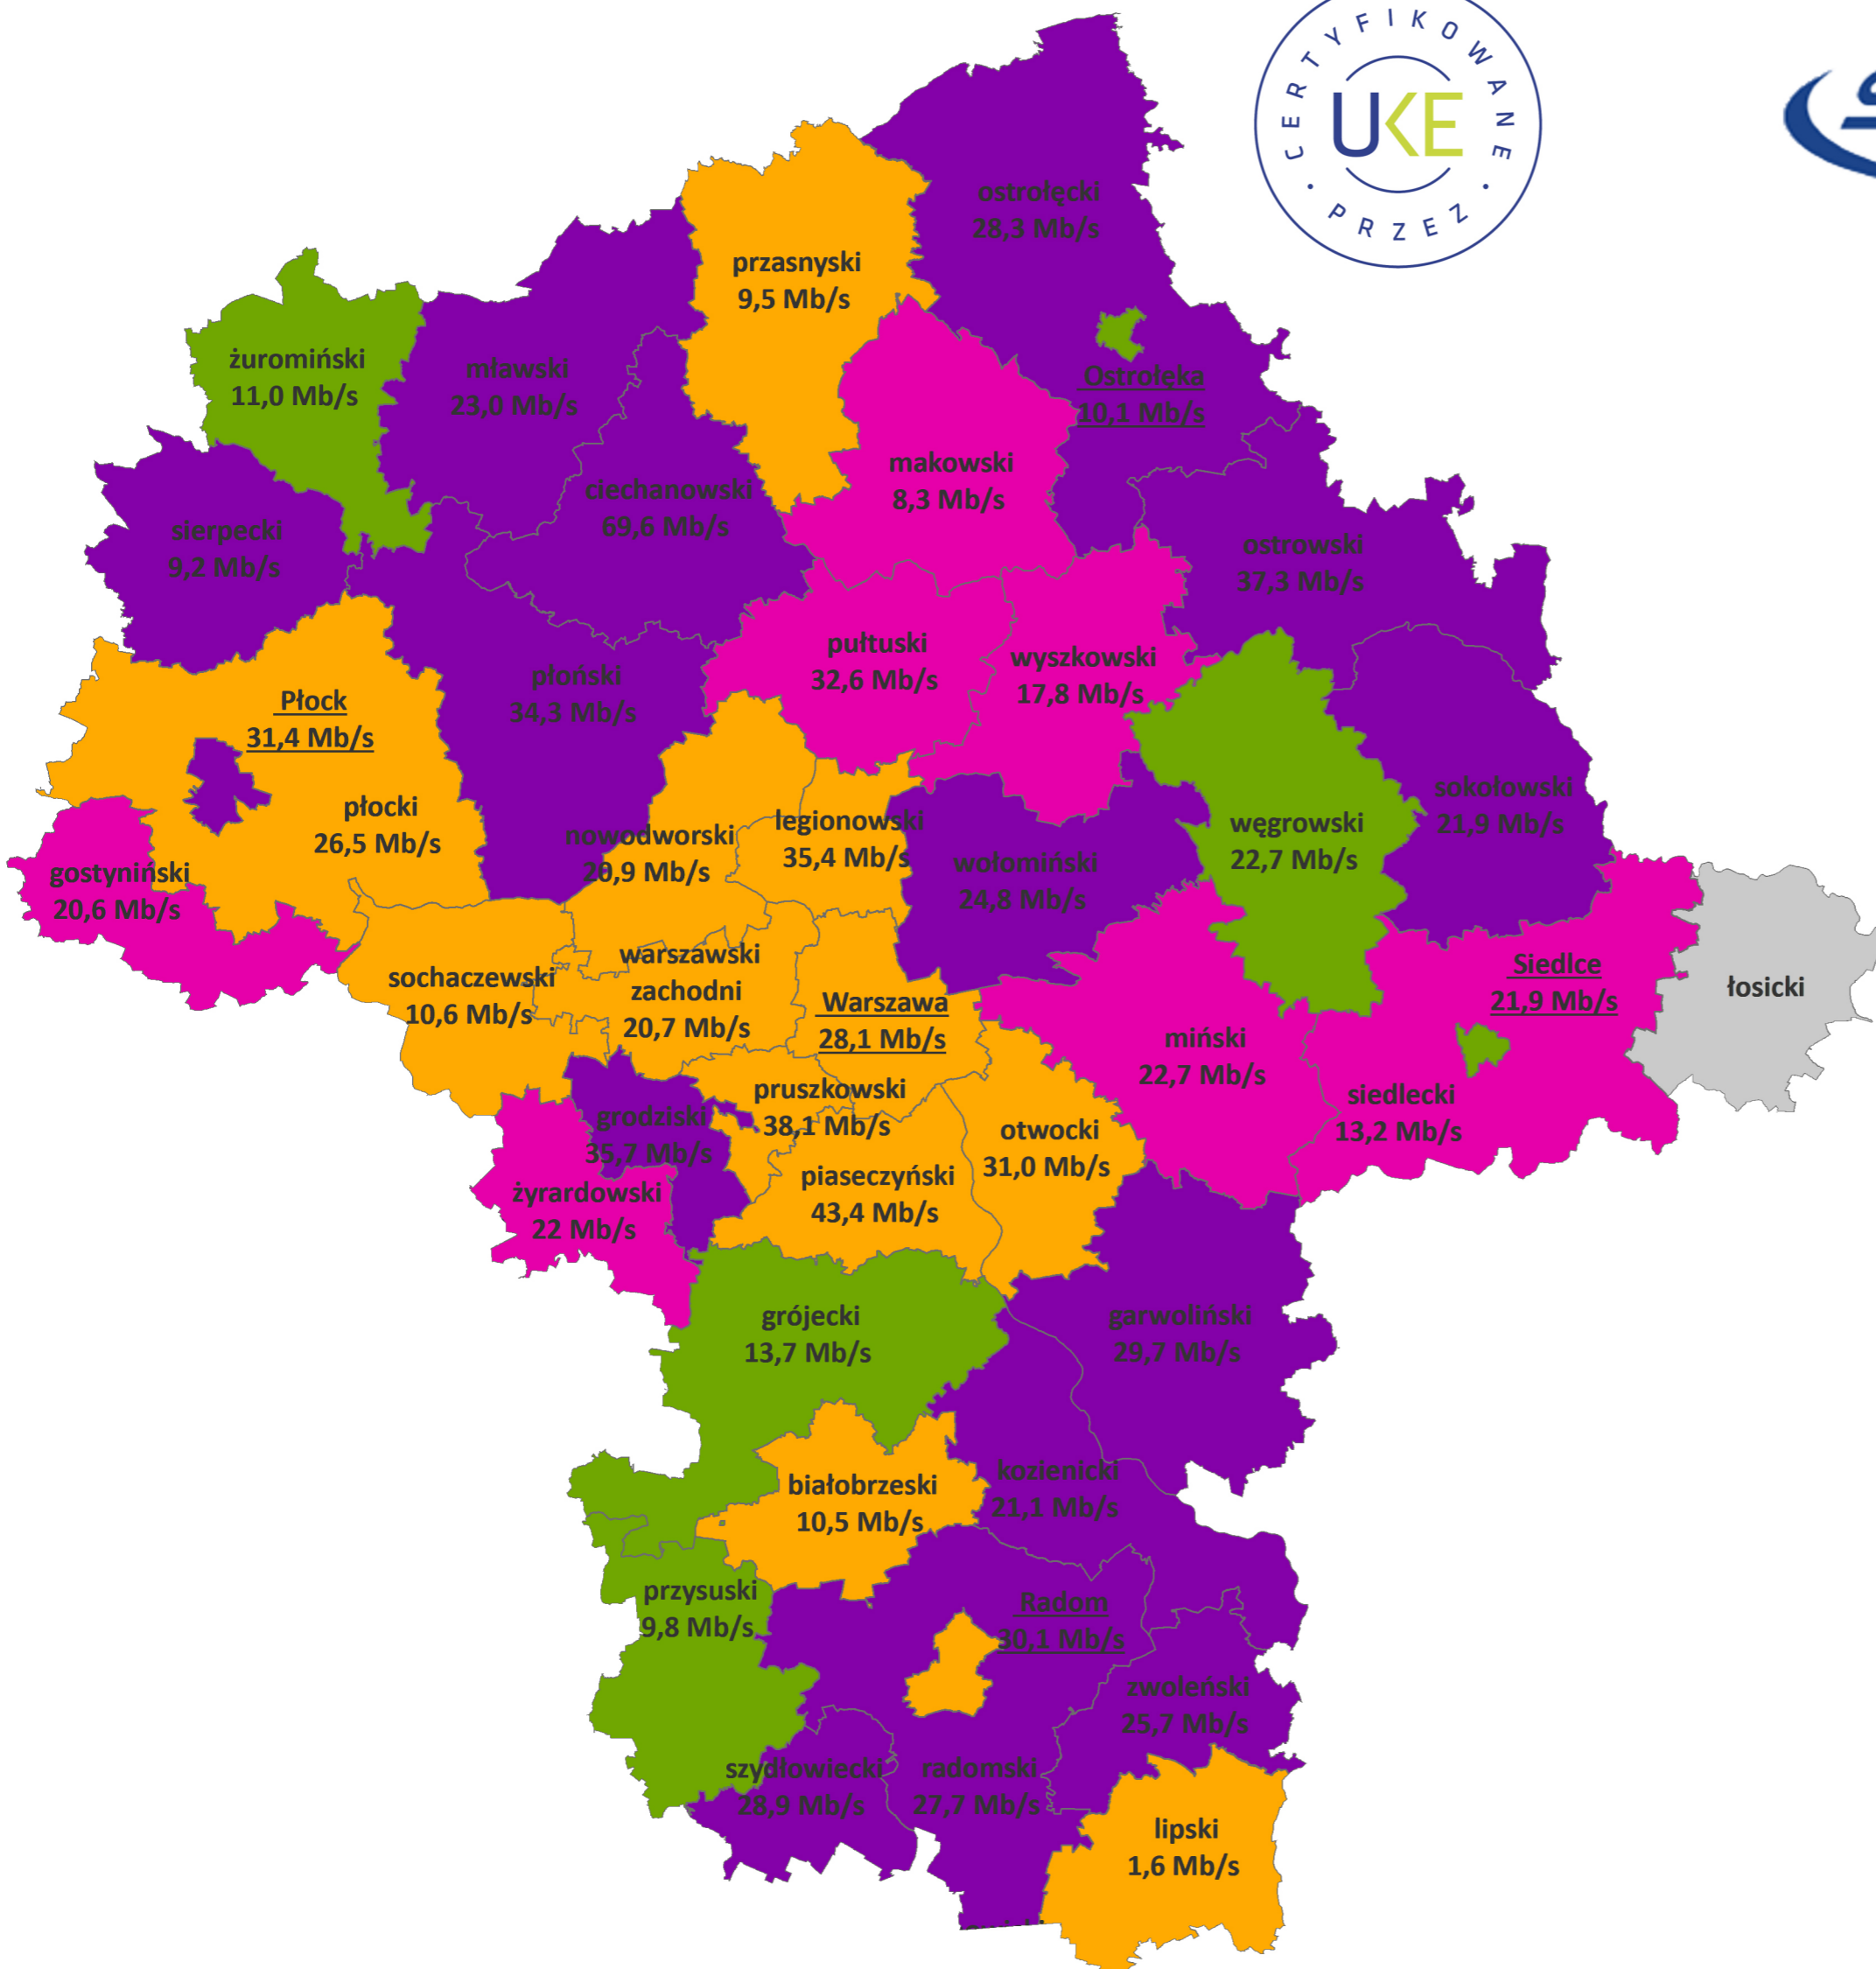 CERTYFIKOWANE
UKE
PRZEZ
ostrołęcki
28,3 Mb/s
przasnyski
9,5 Mb/s
żuromiński
11,0 Mb/s
mławski
23,0 Mb/s
Ostrołęka
10,1 Mb/s
makowski
8,3 Mb/s
ciechanowski
69,6 Mb/s
sierpecki
9,2 Mb/s
ostrowski
37,3 Mb/s
pułtuski
32,6 Mb/s
wyszkowski
17,8 Mb/s
płoński
34,3 Mb/s
Płock
31,4 Mb/s
płocki
26,5 Mb/s
sokołowski
21,9 Mb/s
węgrowski
22,7 Mb/s
legionowski
35,4 Mb/s
nowodworski
20,9 Mb/s
wołomiński
24,8 Mb/s
gostyniński
20,6 Mb/s
warszawski
zachodni
20,7 Mb/s
sochaczewski
10,6 Mb/s
Siedlce
21,9 Mb/s
łosicki
Warszawa
28,1 Mb/s
miński
22,7 Mb/s
pruszkowski
38,1 Mb/s
siedlecki
13,2 Mb/s
grodziski
35,7 Mb/s
otwocki
31,0 Mb/s
piaseczyński
43,4 Mb/s
żyrardowski
22 Mb/s
grójecki
13,7 Mb/s
garwoliński
29,7 Mb/s
kozienicki
21,1 Mb/s
białobrzeski
10,5 Mb/s
przysuski
9,8 Mb/s
Radom
30,1 Mb/s
zwoleński
25,7 Mb/s
szydłowiecki
28,9 Mb/s
radomski
27,7 Mb/s
lipski
1,6 Mb/s